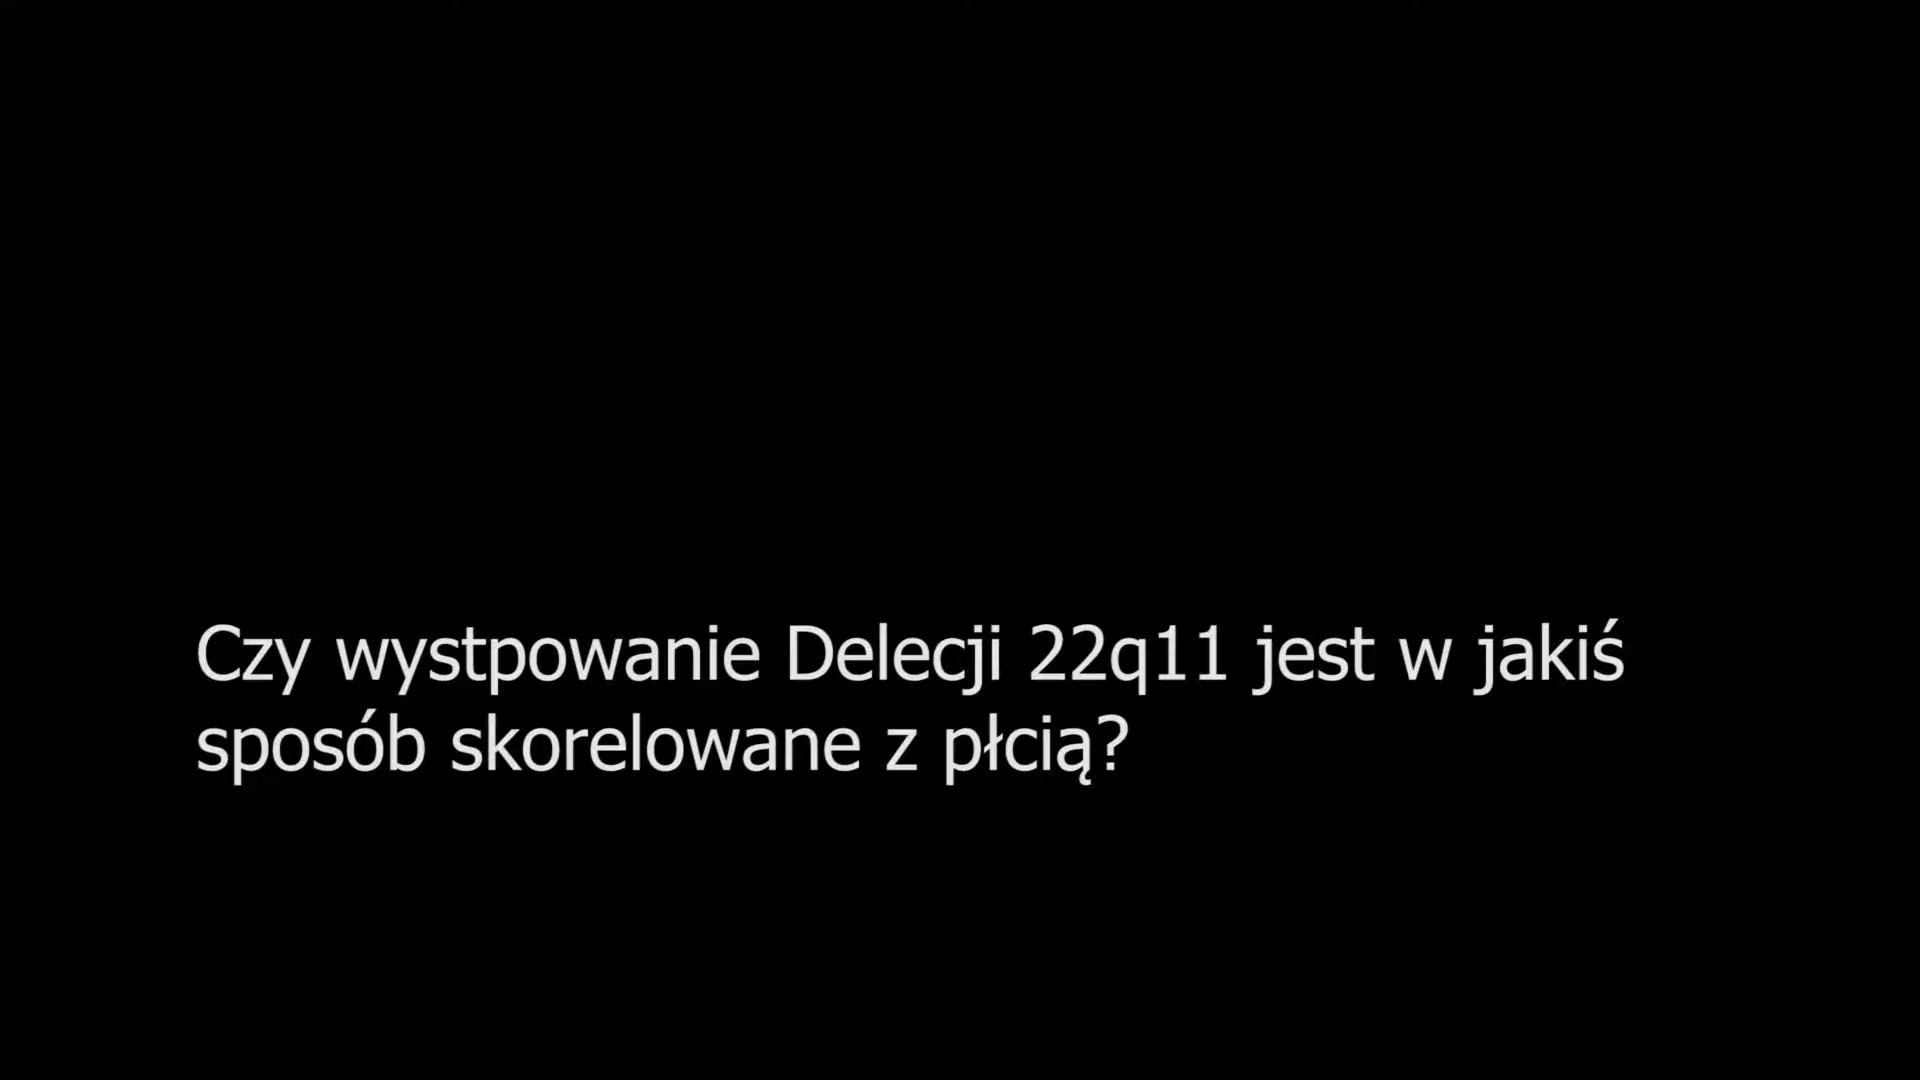 Czy wystpowanie Delecji 22q11 jest w jakiś
sposób skorelowane z płcią?